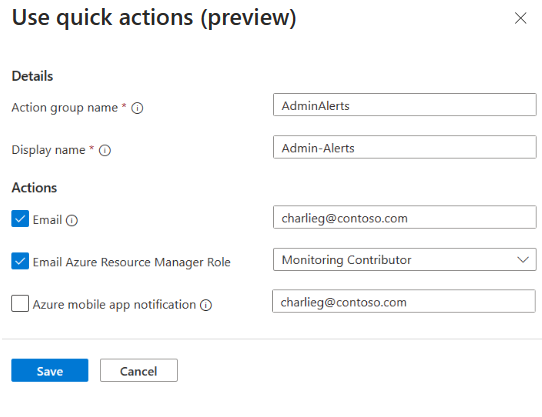 Use quick actions (preview)
Details
Action group name * AdminAlerts
Display name * Admin-Alerts
Actions
Email charlieg@contoso.com
Email Azure Resource Manager Role Monitoring Contributor
Azure mobile app notification charlieg@contoso.com
Save Cancel